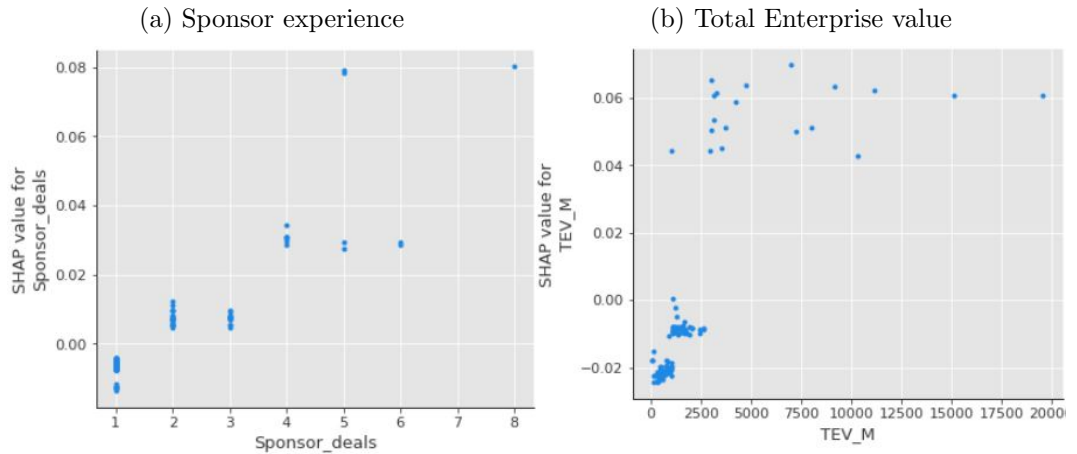 (a) Sponsor experience
(b) Total Enterprise value
SHAP value for
Sponsor_deals
0.08
0.06
0.04
0.02
0.00
1 2 3 4 5 6 7 8
Sponsor_deals
SHAP value for
TEV_M
0.06
0.04
0.02
0.00
−0.02
0 2500 5000 7500 10000 12500 15000 17500 20000
TEV_M